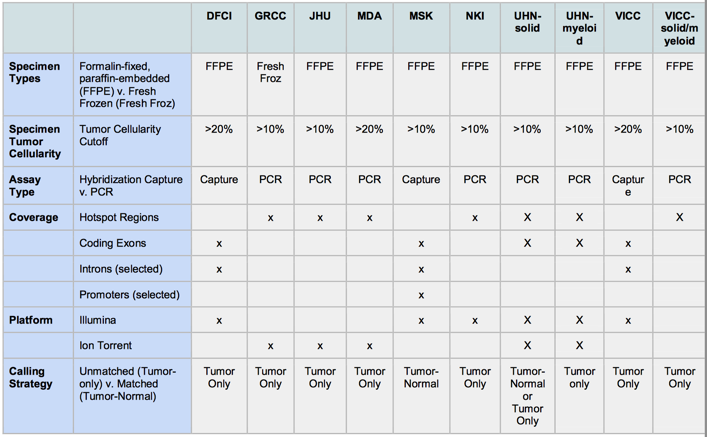 DFCI GRCC JHU MDA MSK NKI UHN-solid UHN-myeloid VICC VICC-solid/myeloid
Specimen Types Formalin-fixed, paraffin-embedded (FFPE) v. Fresh Frozen (Fresh Froz) FFPE Fresh Froz FFPE FFPE FFPE FFPE FFPE FFPE FFPE FFPE
Specimen Tumor Cellularity Tumor Cellularity Cutoff >20% >10% >10% >20% >10% >10% >10% >10% >20% >10%
Assay Type Hybridization Capture v. PCR Capture PCR PCR PCR Capture PCR PCR PCR Capture PCR
Coverage Hotspot Regions x x x x X X X
Coding Exons x x X X x
Introns (selected) x x x
Promoters (selected) x
Platform Illumina x x x X X x
Ion Torrent x x x X X
Calling Strategy Unmatched (Tumor-only) v. Matched (Tumor-Normal) Tumor Only Tumor Only Tumor Only Tumor Only Tumor-Normal Tumor Only Tumor-Normal or Tumor Only Tumor only Tumor Only Tumor Only